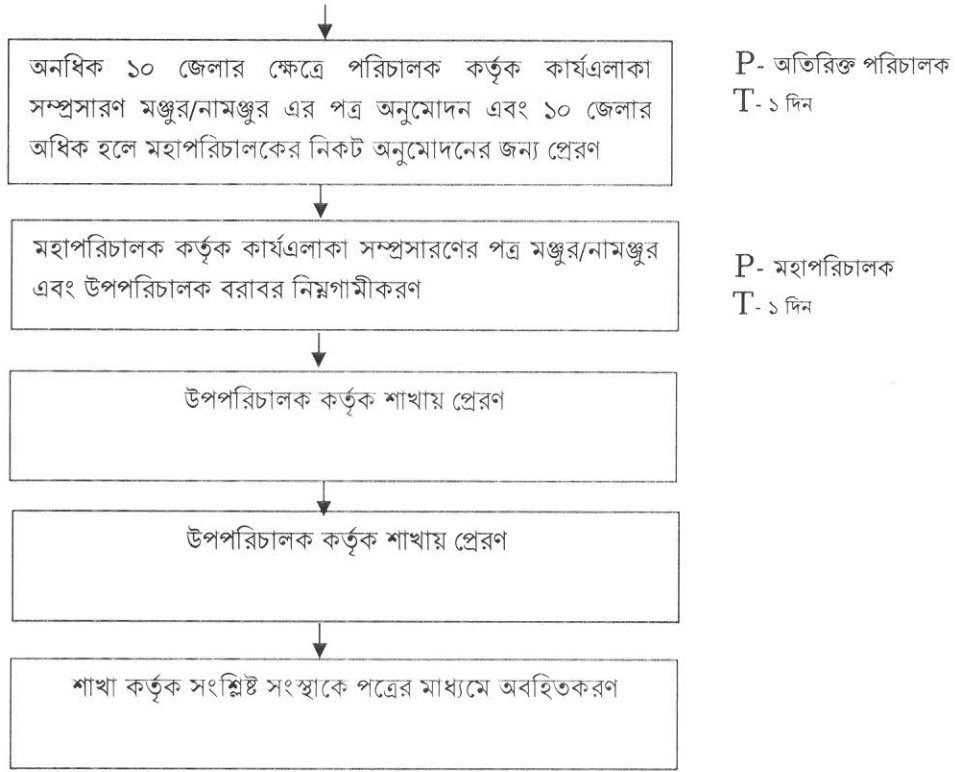 অনধিক ১০ জেলার ক্ষেত্রে পরিচালক কর্তৃক কার্যএলাকা
সম্প্রসারণ মঞ্জুর/নামঞ্জুর এর পত্র অনুমোদন এবং ১০ জেলার
অধিক হলে মহাপরিচালকের নিকট অনুমোদনের জন্য প্রেরণ
P- অতিরিক্ত পরিচালক
T- ১ দিন
মহাপরিচালক কর্তৃক কার্যএলাকা সম্প্রসারণের পত্র মঞ্জুর/নামঞ্জুর
এবং উপপরিচালক বরাবর নিম্নগামীকরণ
P- মহাপরিচালক
T- ১ দিন
উপপরিচালক কর্তৃক শাখায় প্রেরণ
উপপরিচালক কর্তৃক শাখায় প্রেরণ
শাখা কর্তৃক সংশ্লিষ্ট সংস্থাকে পত্রের মাধ্যমে অবহিতকরণ